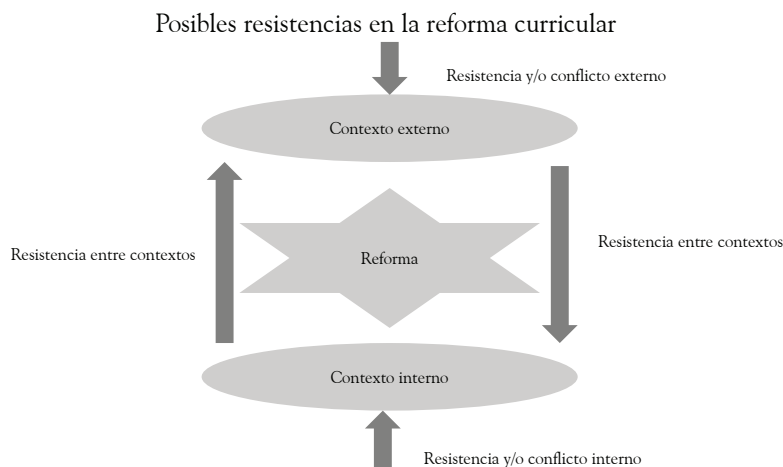 Posibles resistencias en la reforma curricular
Resistencia y/o conflicto externo
Contexto externo
Resistencia entre contextos
Resistencia entre contextos
Reforma
Contexto interno
Resistencia y/o conflicto interno